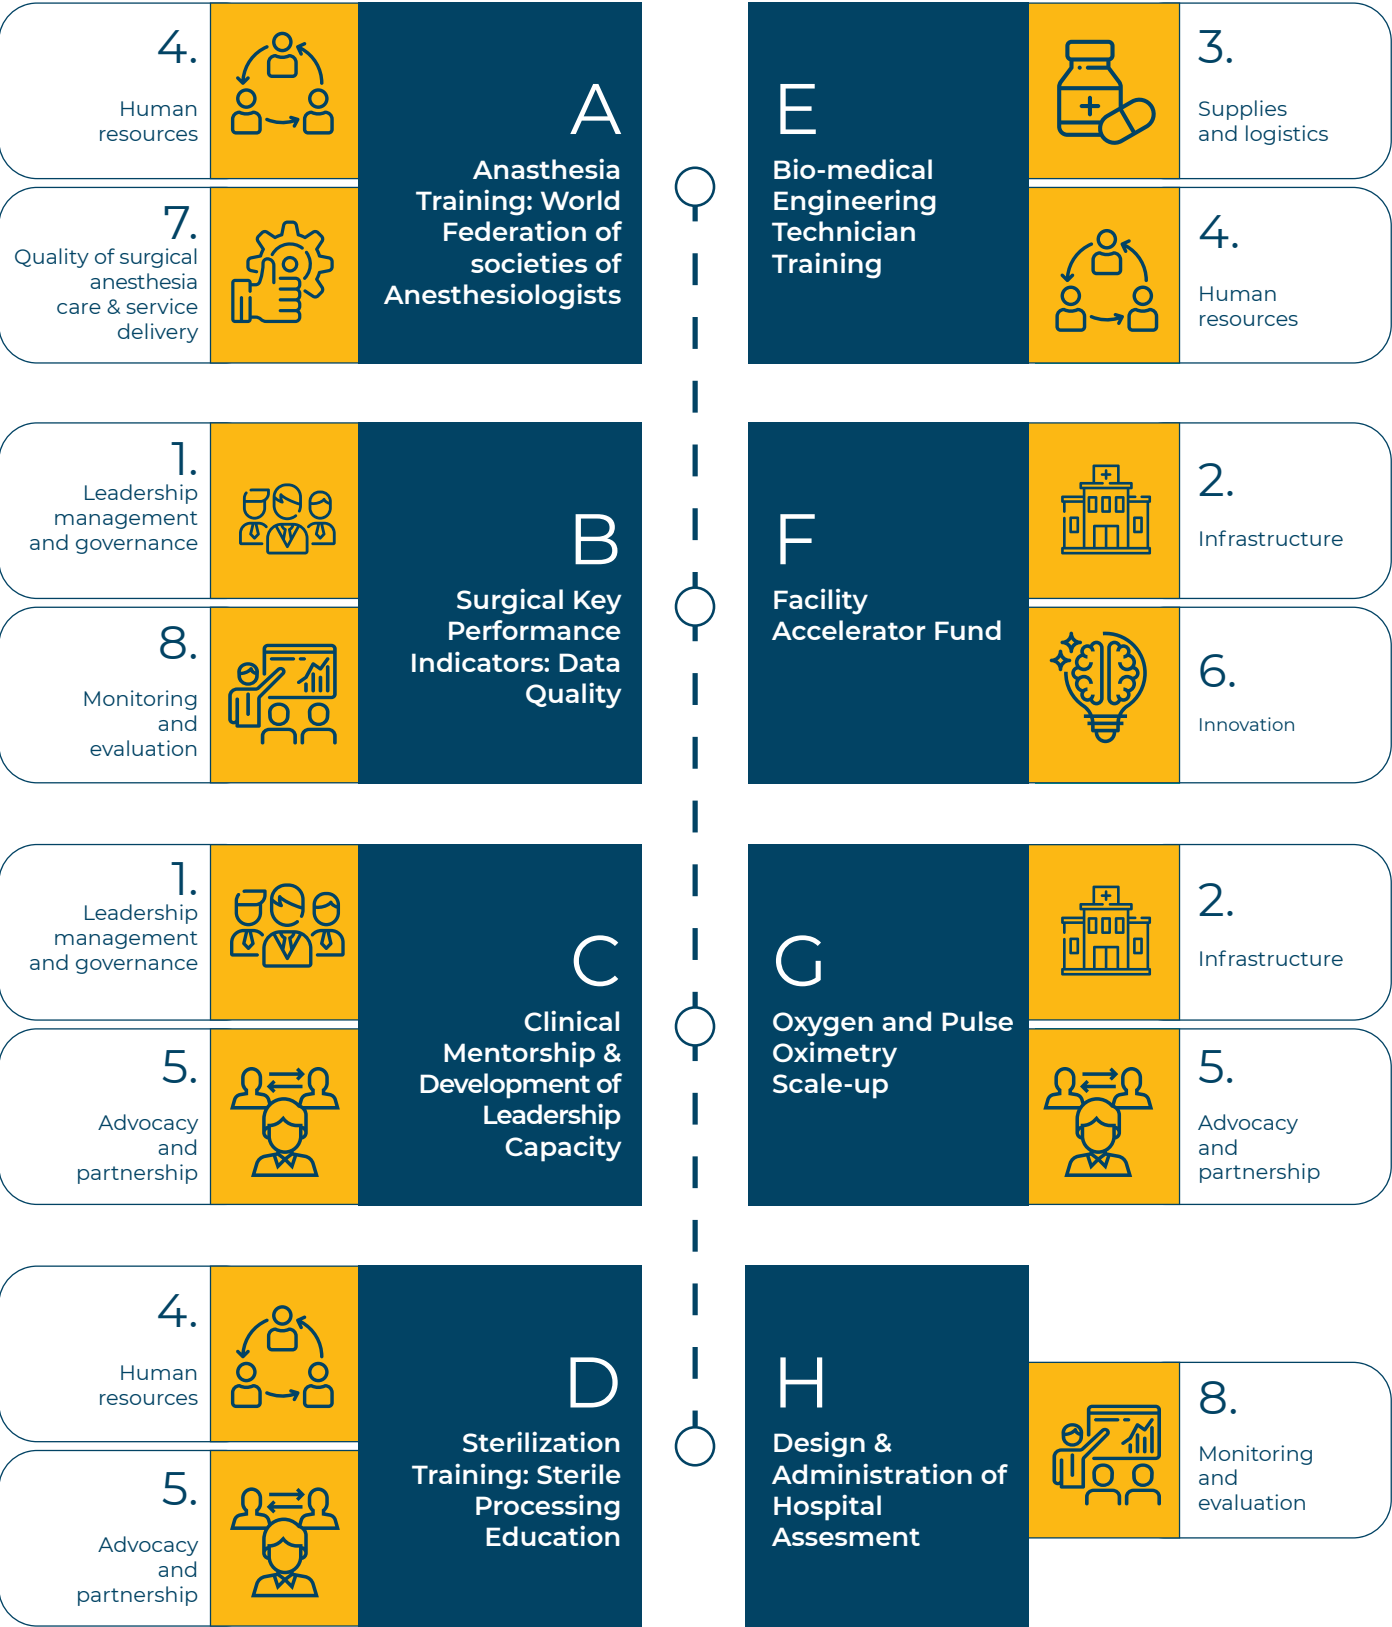 4.
Human
resources
7.
Quality of surgical
anesthesia
care & service
delivery
A
Anasthesia
Training: World
Federation of
societies of
Anesthesiologists
E
Bio-medical
Engineering
Technician
Training
3.
Supplies
and logistics
4.
Human
resources
1.
Leadership
management
and governance
8.
Monitoring
and
evaluation
B
Surgical Key
Performance
Indicators: Data
Quality
F
Facility
Accelerator Fund
2.
Infrastructure
6.
Innovation
1.
Leadership
management
and governance
5.
Advocacy
and
partnership
C
Clinical
Mentorship &
Development of
Leadership
Capacity
G
Oxygen and Pulse
Oximetry
Scale-up
2.
Infrastructure
5.
Advocacy
and
partnership
4.
Human
resources
5.
Advocacy
and
partnership
D
Sterilization
Training: Sterile
Processing
Education
H
Design &
Administration of
Hospital
Assesment
8.
Monitoring
and
evaluation